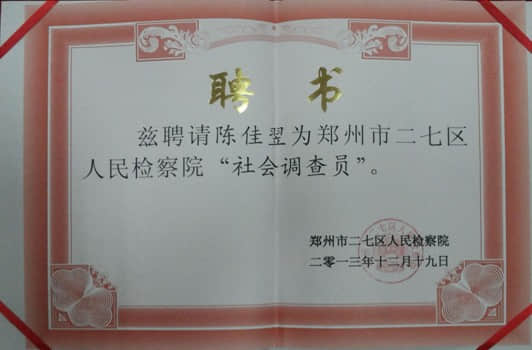 聘书
兹聘请陈佳翌为郑州市二七区
人民检察院“社会调查员”。
郑州市二七区人民检察院
二零一三年十二月十九日